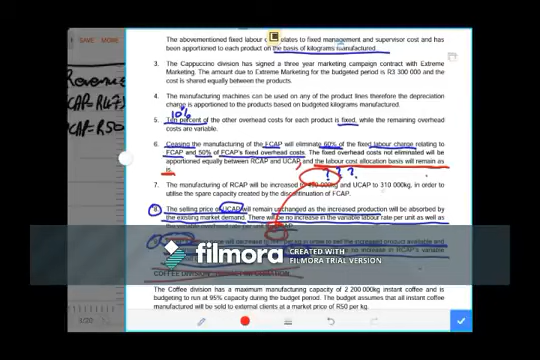 SAVE MORE
The abovementioned fixed labour cost relates to fixed management and supervisor cost and has
been apportioned to each product on the basis of kilograms manufactured.
3. The Cappuccino division has signed a three year marketing campaign contract with Extreme
Marketing. The amount due to Extreme Marketing for the budgeted period is R3 300 000 and the
cost is shared equally between the products.
4. The manufacturing machines can be used on any of the product lines therefore the depreciation
charge is apportioned to the products based on budgeted kilograms manufactured.
10%
5. Ten percent of the other overhead costs for each product is fixed, while the remaining overhead
costs are variable.
6. Ceasing the manufacturing of the FCAP will eliminate 60% of the fixed labour charge relating to
FCAP and 50% of FCAP's fixed overhead costs. The fixed overhead costs not eliminated will be
apportioned equally between RCAP and UCAP and the labour cost allocation basis will remain as
is.
? ? ?
7. The manufacturing of RCAP will be increased to 000kg and UCAP to 310 000kg, in order to
utilise the spare capacity created by the discontinuation of FCAP.
8. The selling price of UCAP will remain unchanged as the increased production will be absorbed by
the existing market demand. There will be no increase in the variable labour rate per unit as well as
the variable overhead rate per unit
filmora
FILMORA TRIAL VERSION
The Coffee division has a maximum manufacturing capacity of 2 200 000kg instant coffee and is
budgeting to run at 95% capacity during the budget period. The budget assumes that all instant coffee
manufactured will be sold to external clients at a market price of R50 per kg.